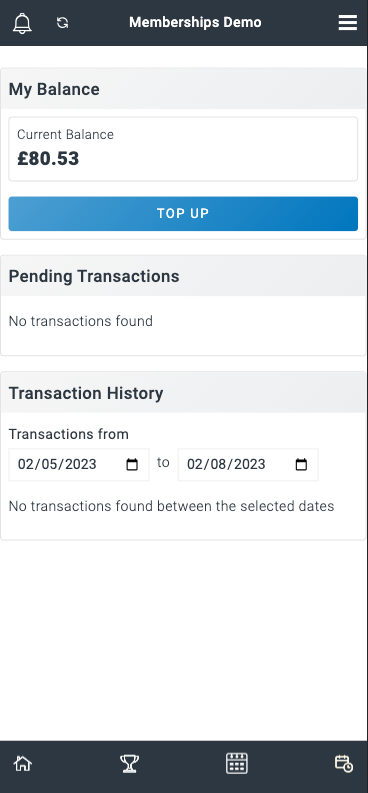 Memberships Demo
My Balance
Current Balance
£80.53
TOP UP
Pending Transactions
No transactions found
Transaction History
Transactions from
02/05/2023 to 02/08/2023
No transactions found between the selected dates